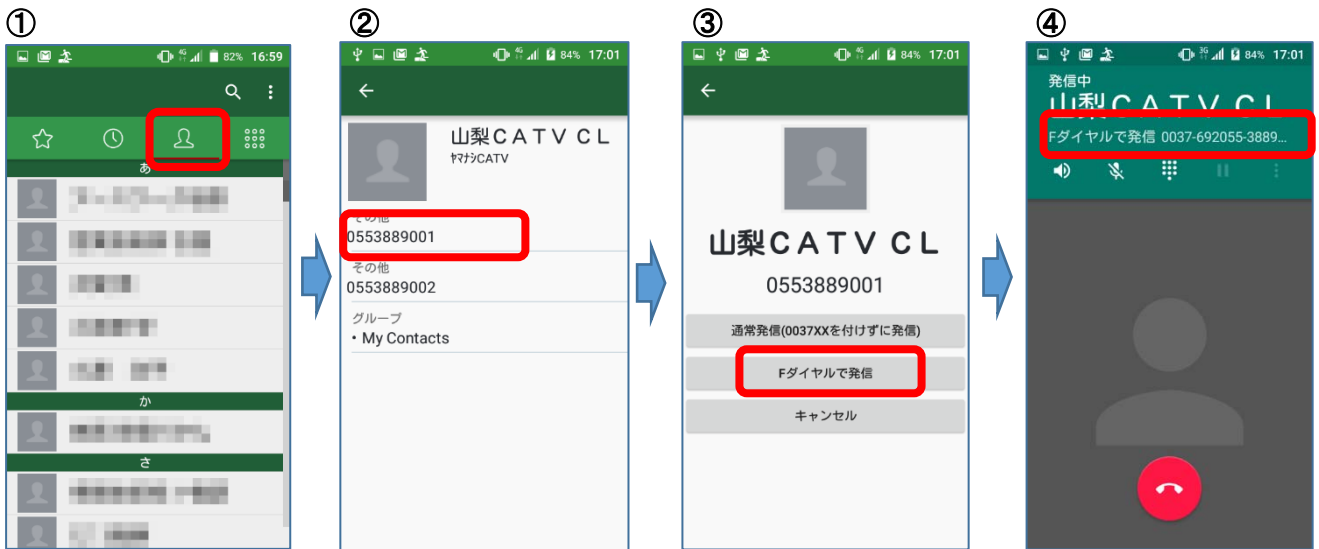 ①
82% 16:59
あ
か
さ
②
4G 84% 17:01
山梨ＣＡＴＶ ＣＬ
ﾔﾏﾅｼCATV
その他
0553889001
その他
0553889002
グループ
・My Contacts
③
4G 84% 17:01
山梨ＣＡＴＶ ＣＬ
0553889001
通常発信(0037XXを付けずに発信)
Fダイヤルで発信
キャンセル
④
3G 84% 17:01
発信中
山梨ＣＡＴＶ ＣＬ
Fダイヤルで発信 0037-692055-3889...